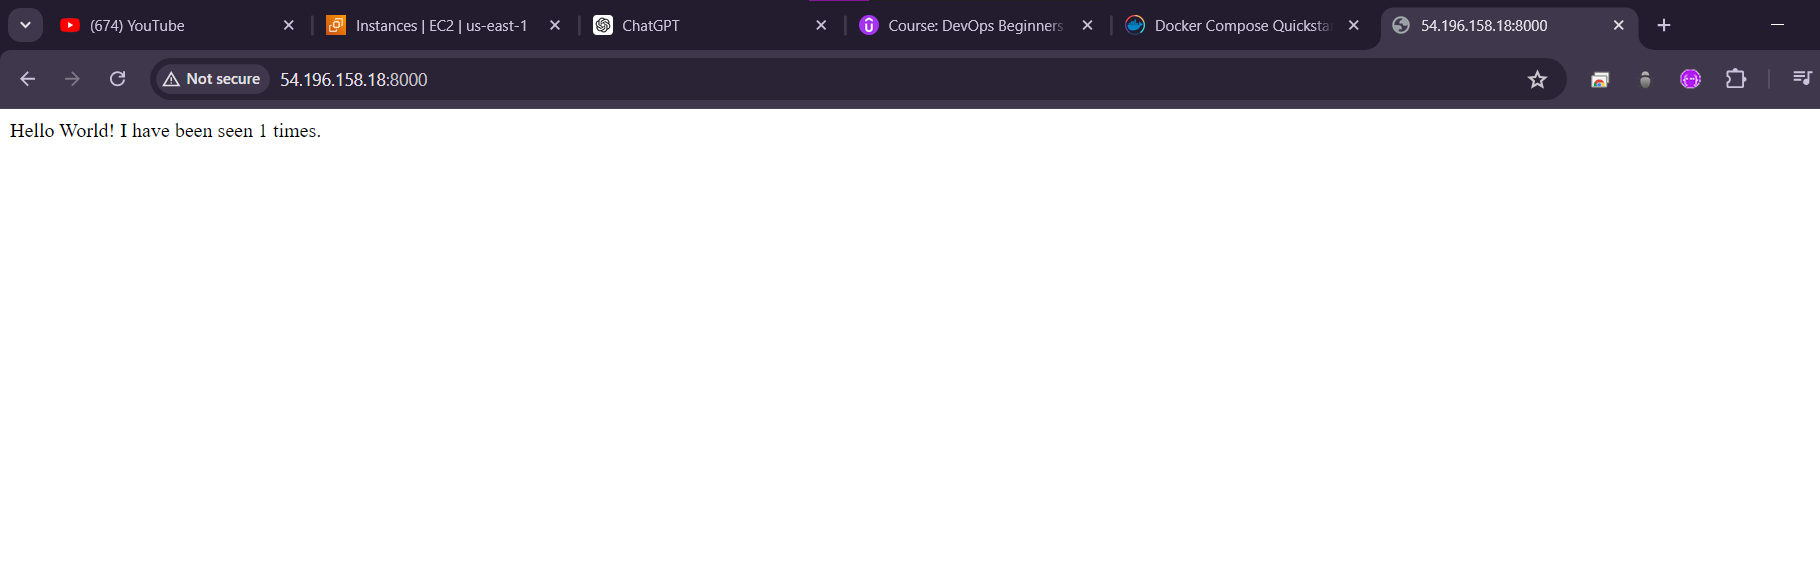 (674) YouTube
Instances | EC2 | us-east-1
ChatGPT
Course: DevOps Beginners
Docker Compose Quicksta
54.196.158.18:8000
Not secure
54.196.158.18:8000
Hello World! I have been seen 1 times.